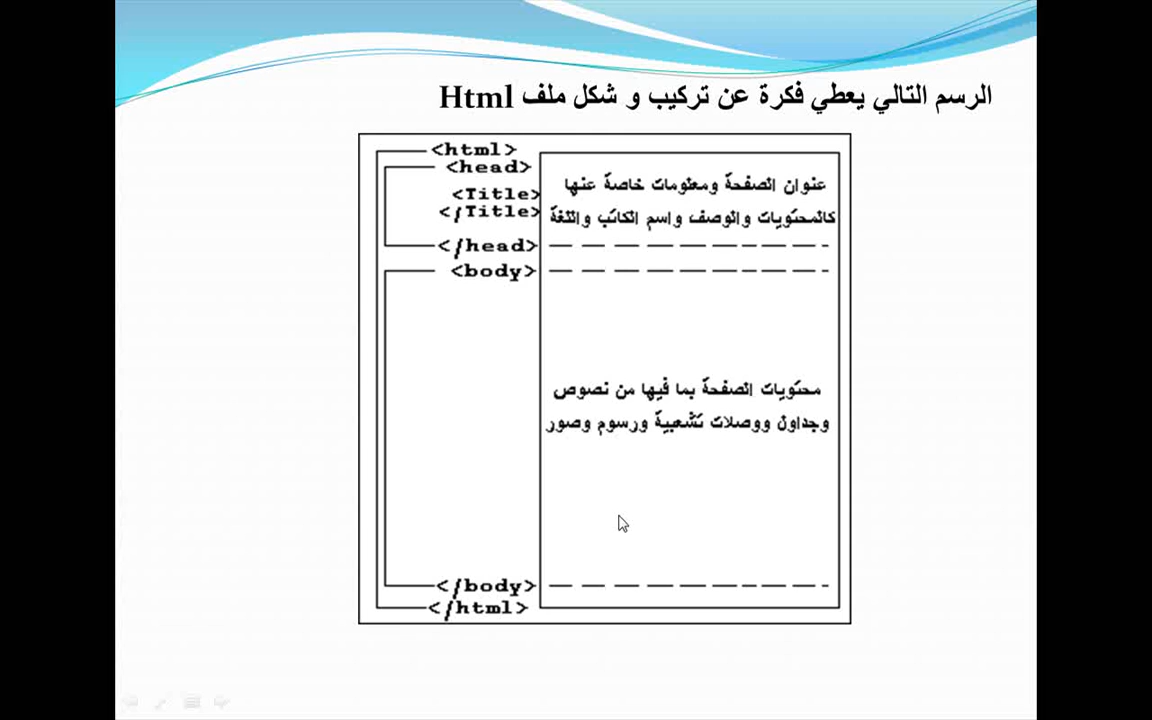 الرسم التالي يعطي فكرة عن تركيب و شكل ملف Html
<html>
<head>
عنوان الصفحة ومعلومات خاصة عنها
<Title>
</Title>
كالمحتويات والوصف واسم الكاتب واللغة
</head>
<body>
محتويات الصفحة بما فيها من نصوص
وجداول ووصلات تشعبية ورسوم وصور
</body>
</html>